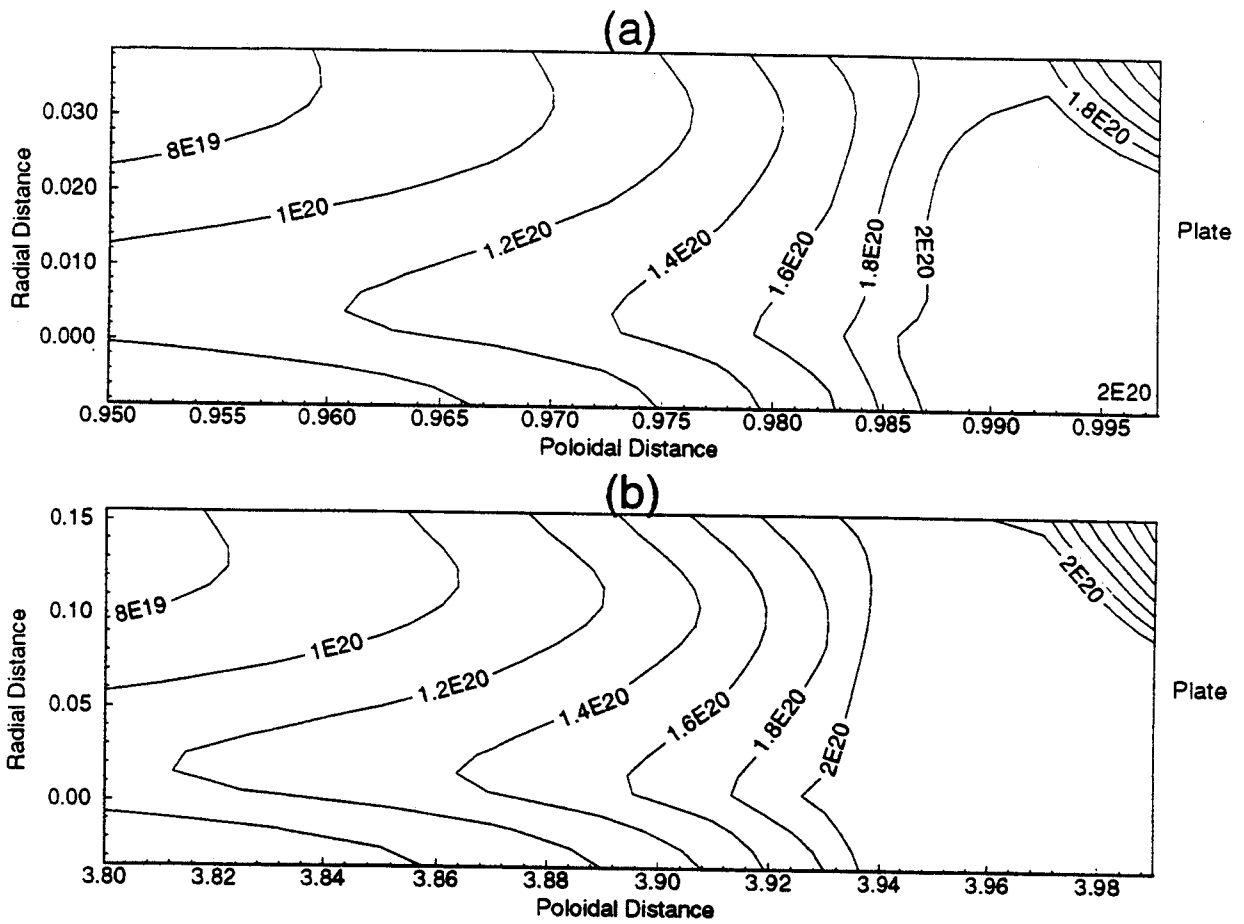 (a)
0.030
0.020
0.010
0.000
Radial Distance
8E19
1E20
1.2E20
1.4E20
1.6E20
1.8E20
2E20
1.8E20
2E20
Plate
0.950 0.955 0.960 0.965 0.970 0.975 0.980 0.985 0.990 0.995
Poloidal Distance
(b)
0.15
0.10
0.05
0.00
Radial Distance
8E19
1E20
1.2E20
1.4E20
1.6E20
1.8E20
2E20
2E20
Plate
3.80 3.82 3.84 3.86 3.88 3.90 3.92 3.94 3.96 3.98
Poloidal Distance